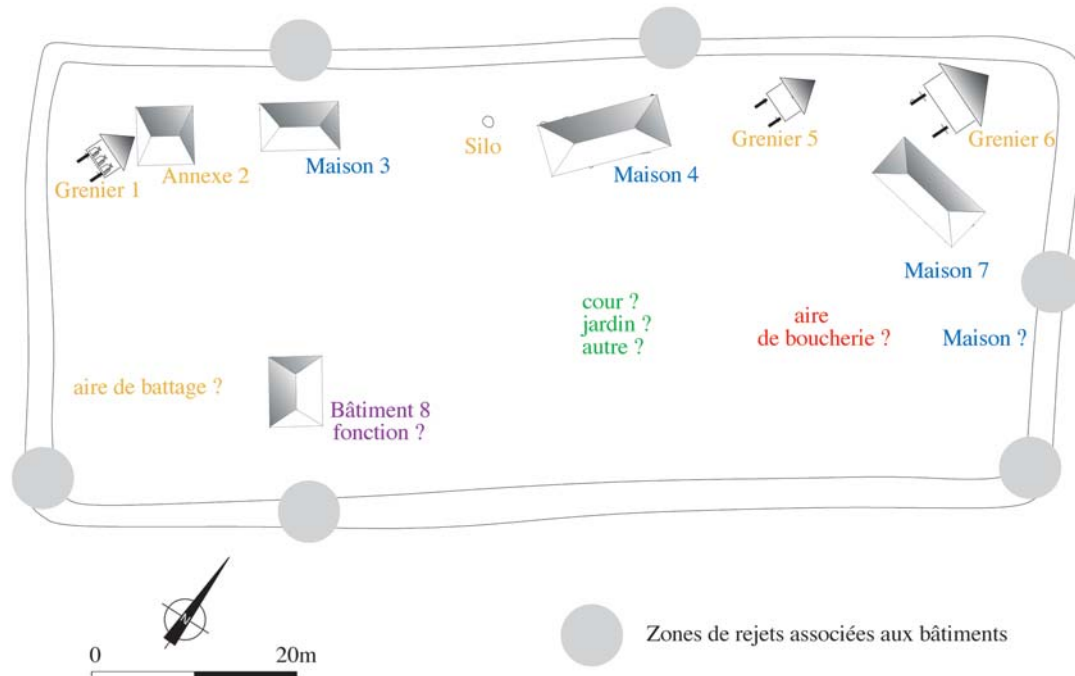 Silo
Grenier 5
Grenier 6
Grenier 1
Annexe 2
Maison 3
Maison 4
Maison 7
cour ?
jardin ?
autre ?
aire
de boucherie ?
Maison ?
aire de battage ?
Bâtiment 8
fonction ?
N
0 20m
Zones de rejets associées aux bâtiments